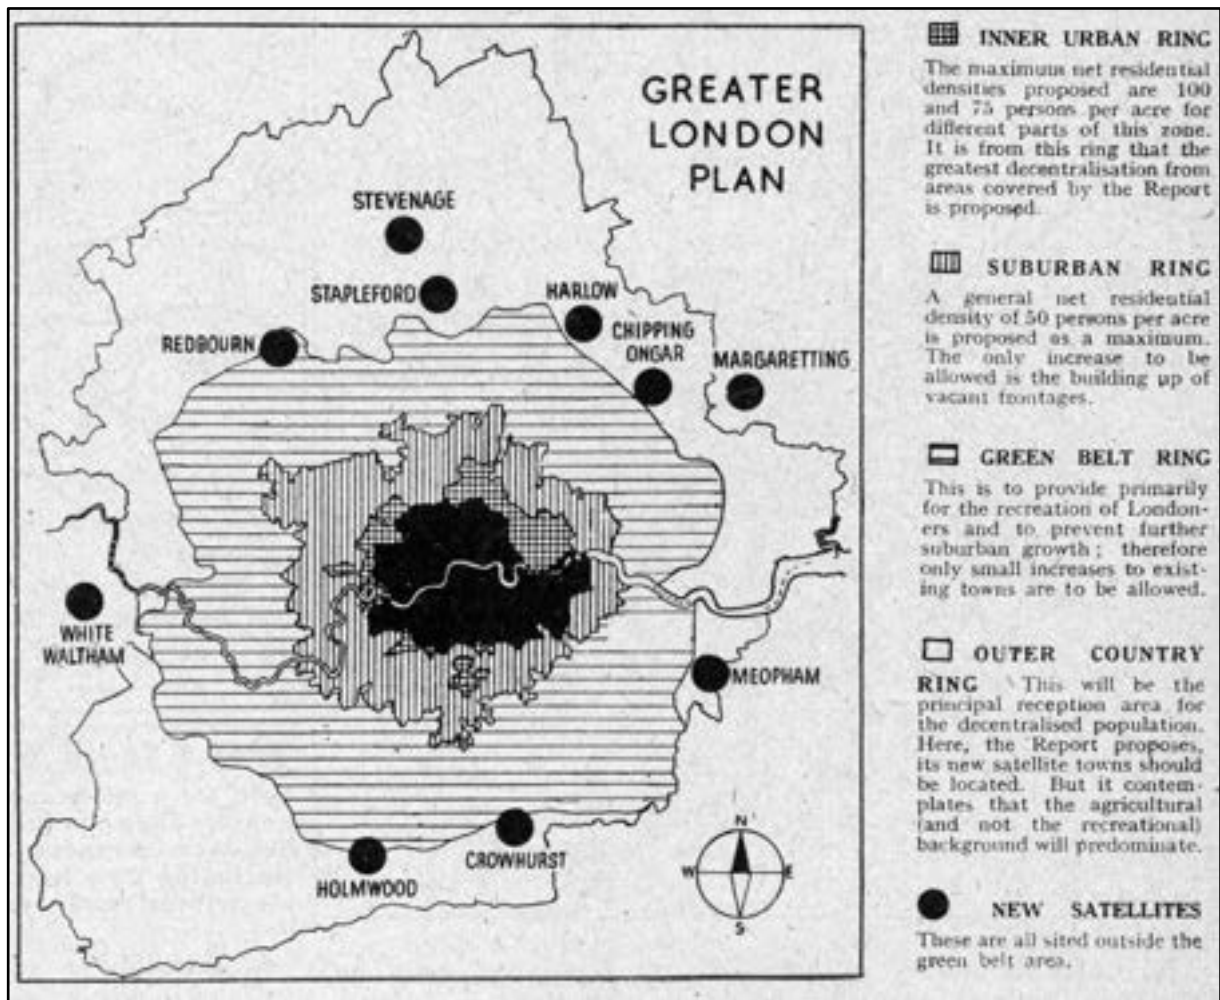 GREATER
LONDON
PLAN
STEVENAGE
STAPLEFORD
HARLOW
REDBOURN
CHIPPING
ONGAR
MARGARETTING
WHITE
WALTHAM
MEOPHAM
CROWHURST
HOLMWOOD
N
W
E
S
INNER URBAN RING
The maximum net residential
densities proposed are 100
and 75 persons per acre for
different parts of this zone.
It is from this ring that the
greatest decentralisation from
areas covered by the Report
is proposed.
SUBURBAN RING
A general net residential
density of 50 persons per acre
is proposed as a maximum.
The only increase to be
allowed is the building up of
vacant frontages.
GREEN BELT RING
This is to provide primarily
for the recreation of London-
ers and to prevent further
suburban growth ; therefore
only small increases to exist-
ing towns are to be allowed.
OUTER COUNTRY
RING This will be the
principal reception area for
the decentralised population.
Here, the Report proposes,
its new satellite towns should
be located. But it contem-
plates that the agricultural
(and not the recreational)
background will predominate.
NEW SATELLITES
These are all sited outside the
green belt area.